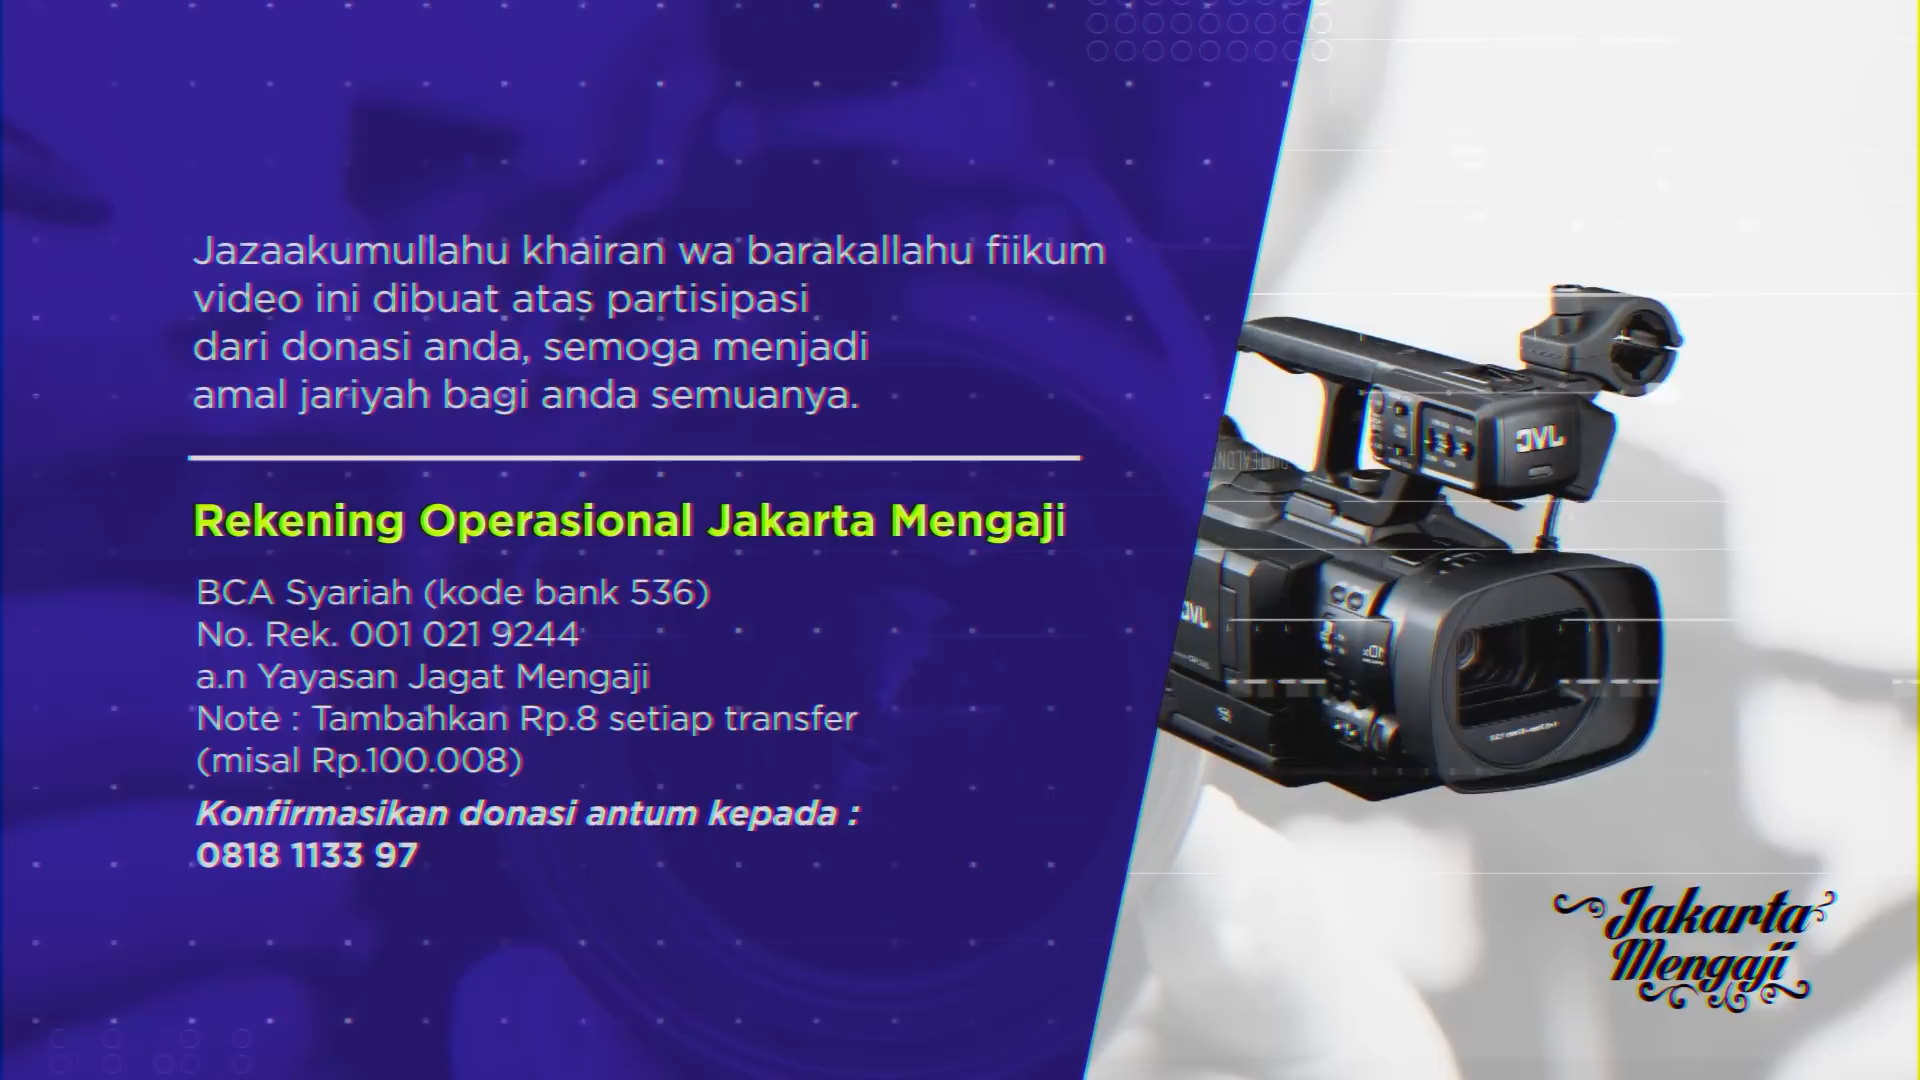 Jazaakumullahu khairan wa barakallahu fiikum
video ini dibuat atas partisipasi
dari donasi anda, semoga menjadi
amal jariyah bagi anda semuanya.
Rekening Operasional Jakarta Mengaji
BCA Syariah (kode bank 536)
No. Rek. 001 021 9244
a.n Yayasan Jagat Mengaji
Note : Tambahkan Rp.8 setiap transfer
(misal Rp.100.008)
Konfirmasikan donasi antum kepada :
0818 1133 97
JVC
JVC
Jakarta
Mengaji